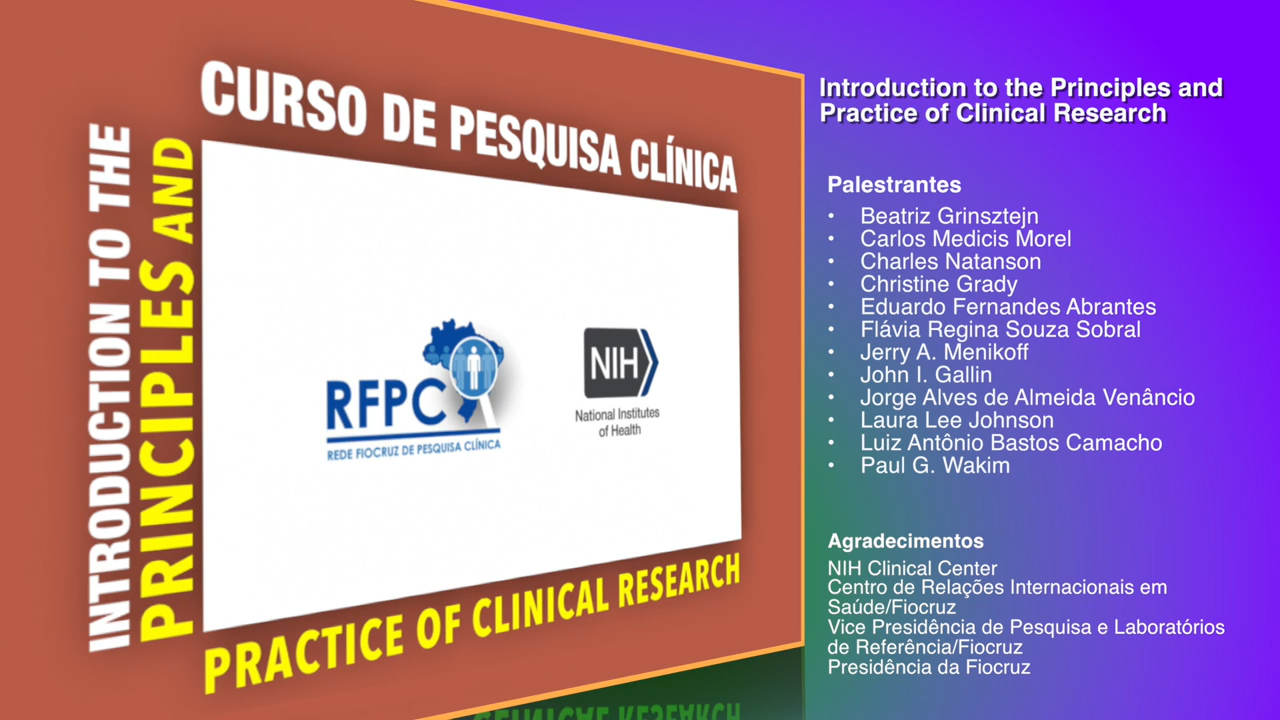 CURSO DE PESQUISA CLÍNICA
INTRODUCTION TO THE
PRINCIPLES AND
PRACTICE OF CLINICAL RESEARCH
RFPC
REDE FIOCRUZ DE PESQUISA CLÍNICA
NIH
National Institutes
of Health
Introduction to the Principles and
Practice of Clinical Research
Palestrantes
• Beatriz Grinsztejn
• Carlos Medicis Morel
• Charles Natanson
• Christine Grady
• Eduardo Fernandes Abrantes
• Flávia Regina Souza Sobral
• Jerry A. Menikoff
• John I. Gallin
• Jorge Alves de Almeida Venâncio
• Laura Lee Johnson
• Luiz Antônio Bastos Camacho
• Paul G. Wakim
Agradecimentos
NIH Clinical Center
Centro de Relações Internacionais em
Saúde/Fiocruz
Vice Presidência de Pesquisa e Laboratórios
de Referência/Fiocruz
Presidência da Fiocruz